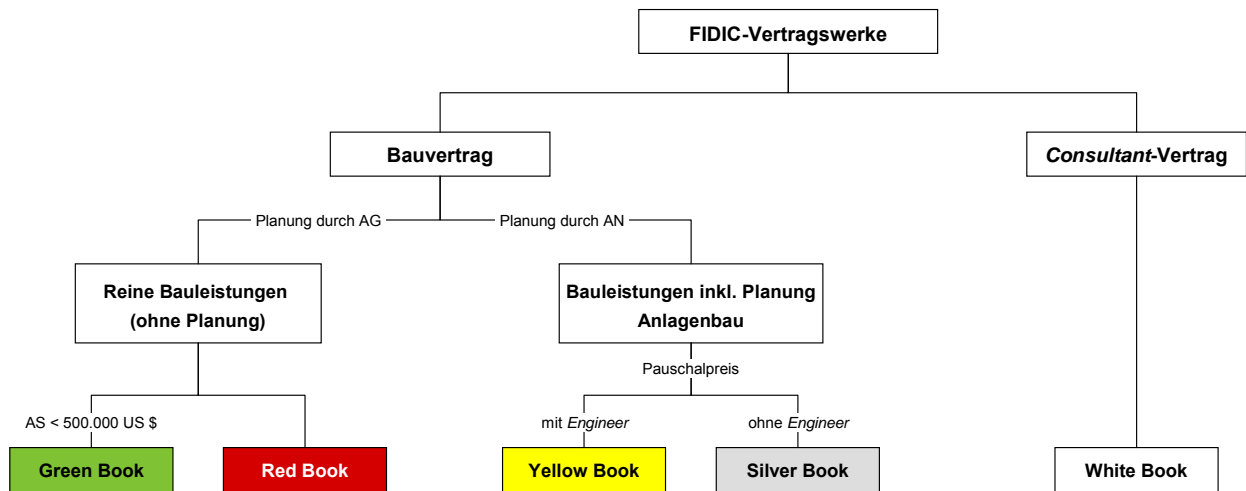 FIDIC-Vertragswerke
Bauvertrag
Consultant-Vertrag
Planung durch AG
Planung durch AN
Reine Bauleistungen
(ohne Planung)
Bauleistungen inkl. Planung
Anlagenbau
Pauschalpreis
AS < 500.000 US $
mit Engineer
ohne Engineer
Green Book
Red Book
Yellow Book
Silver Book
White Book